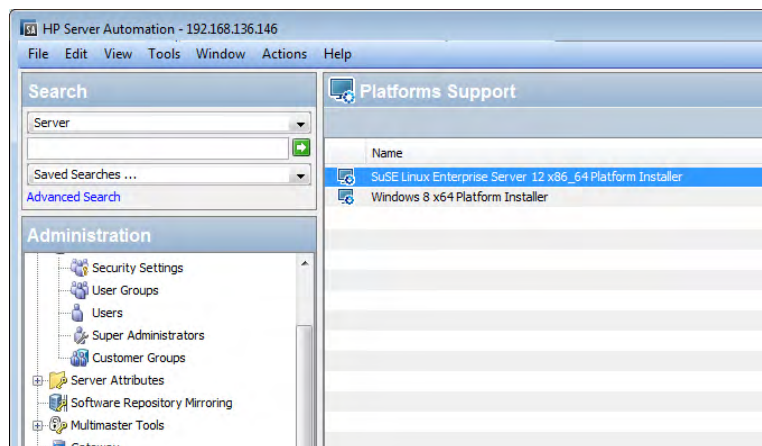 HP Server Automation - 192.168.136.146
File Edit View Tools Window Actions Help
Search
Server
Saved Searches ...
Advanced Search
Administration
Security Settings
User Groups
Users
Super Administrators
Customer Groups
Server Attributes
Software Repository Mirroring
Multimaster Tools
Platforms Support
Name
SuSE Linux Enterprise Server 12 x86_64 Platform Installer
Windows 8 x64 Platform Installer